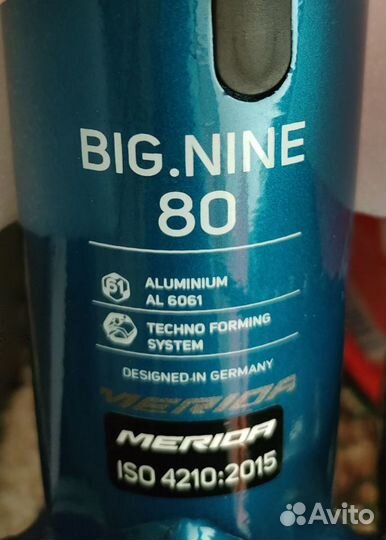 BIG.NINE
80
61
ALUMINIUM
AL 6061
TECHNO FORMING
SYSTEM
DESIGNED IN GERMANY
MERIDA
MERIDA
ISO 4210:2015
Avito